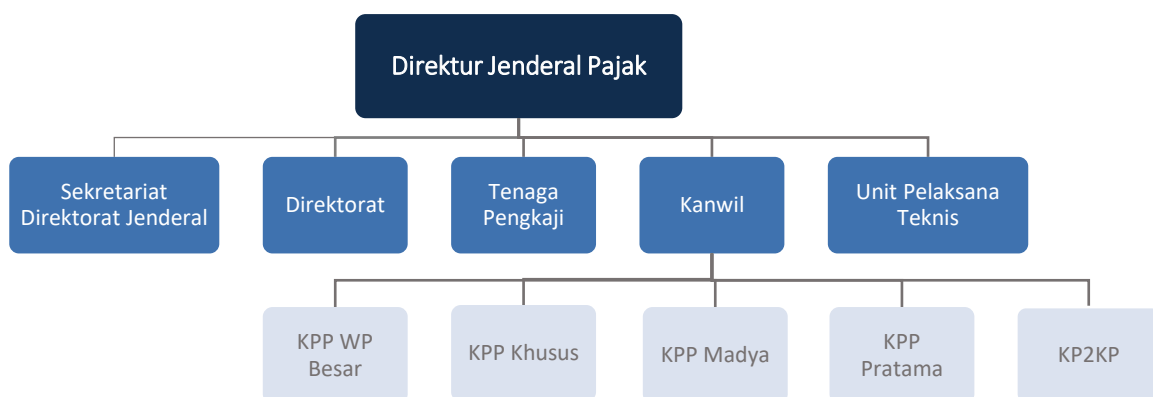 Direktur Jenderal Pajak
Sekretariat
Direktorat Jenderal
Direktorat
Tenaga
Pengkaji
Kanwil
Unit Pelaksana
Teknis
KPP WP
Besar
KPP Khusus
KPP Madya
KPP
Pratama
KP2KP